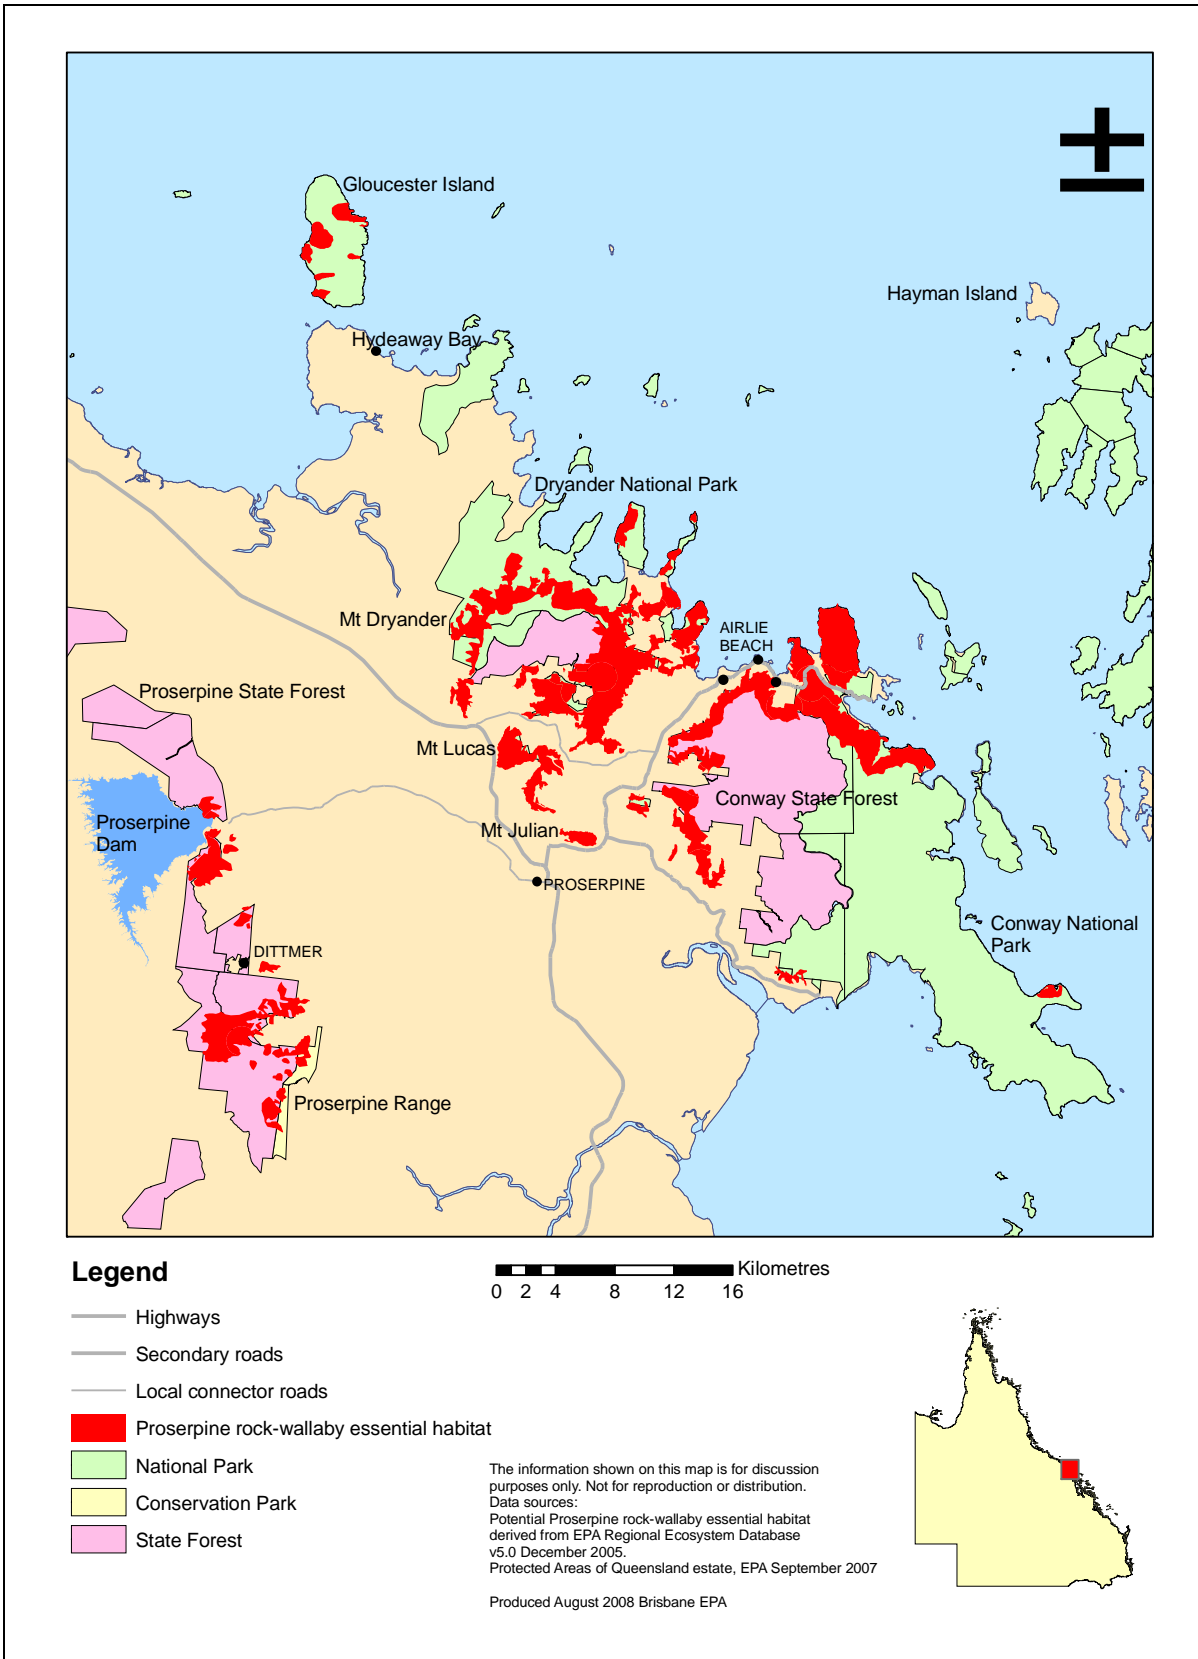 Gloucester Island
Hayman Island
Hydeaway Bay
Dryander National Park
Mt Dryander
AIRLIE
BEACH
Proserpine State Forest
Mt Lucas
Conway State Forest
Proserpine
Dam
Mt Julian
PROSERPINE
Conway National
Park
DITTMER
Proserpine Range
Legend
Kilometres
0 2 4 8 12 16
Highways
Secondary roads
Local connector roads
Proserpine rock-wallaby essential habitat
National Park
Conservation Park
State Forest
The information shown on this map is for discussion
purposes only. Not for reproduction or distribution.
Data sources:
Potential Proserpine rock-wallaby essential habitat
derived from EPA Regional Ecosystem Database
v5.0 December 2005.
Protected Areas of Queensland estate, EPA September 2007
Produced August 2008 Brisbane EPA